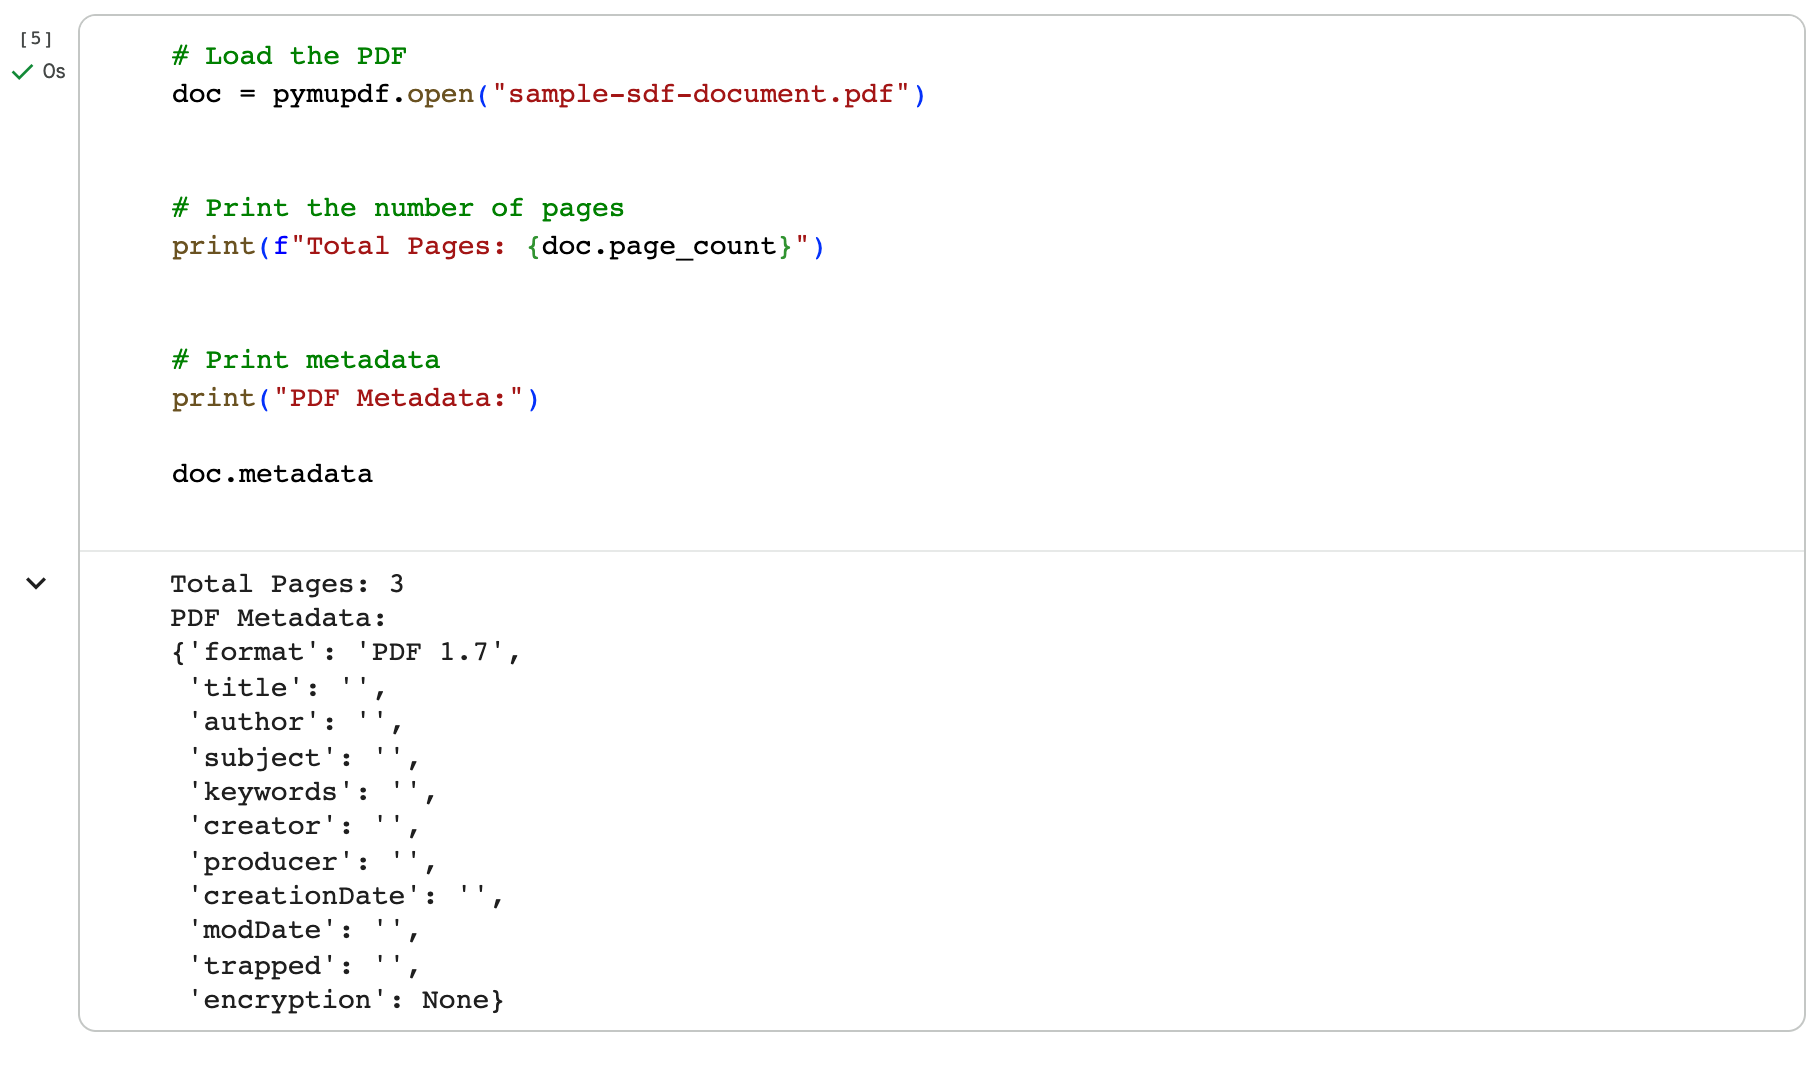 [5]
0s
# Load the PDF
doc = pymupdf.open("sample-sdf-document.pdf")
# Print the number of pages
print(f"Total Pages: {doc.page_count}")
# Print metadata
print("PDF Metadata:")
doc.metadata
Total Pages: 3
PDF Metadata:
{'format': 'PDF 1.7',
 'title': '',
 'author': '',
 'subject': '',
 'keywords': '',
 'creator': '',
 'producer': '',
 'creationDate': '',
 'modDate': '',
 'trapped': '',
 'encryption': None}